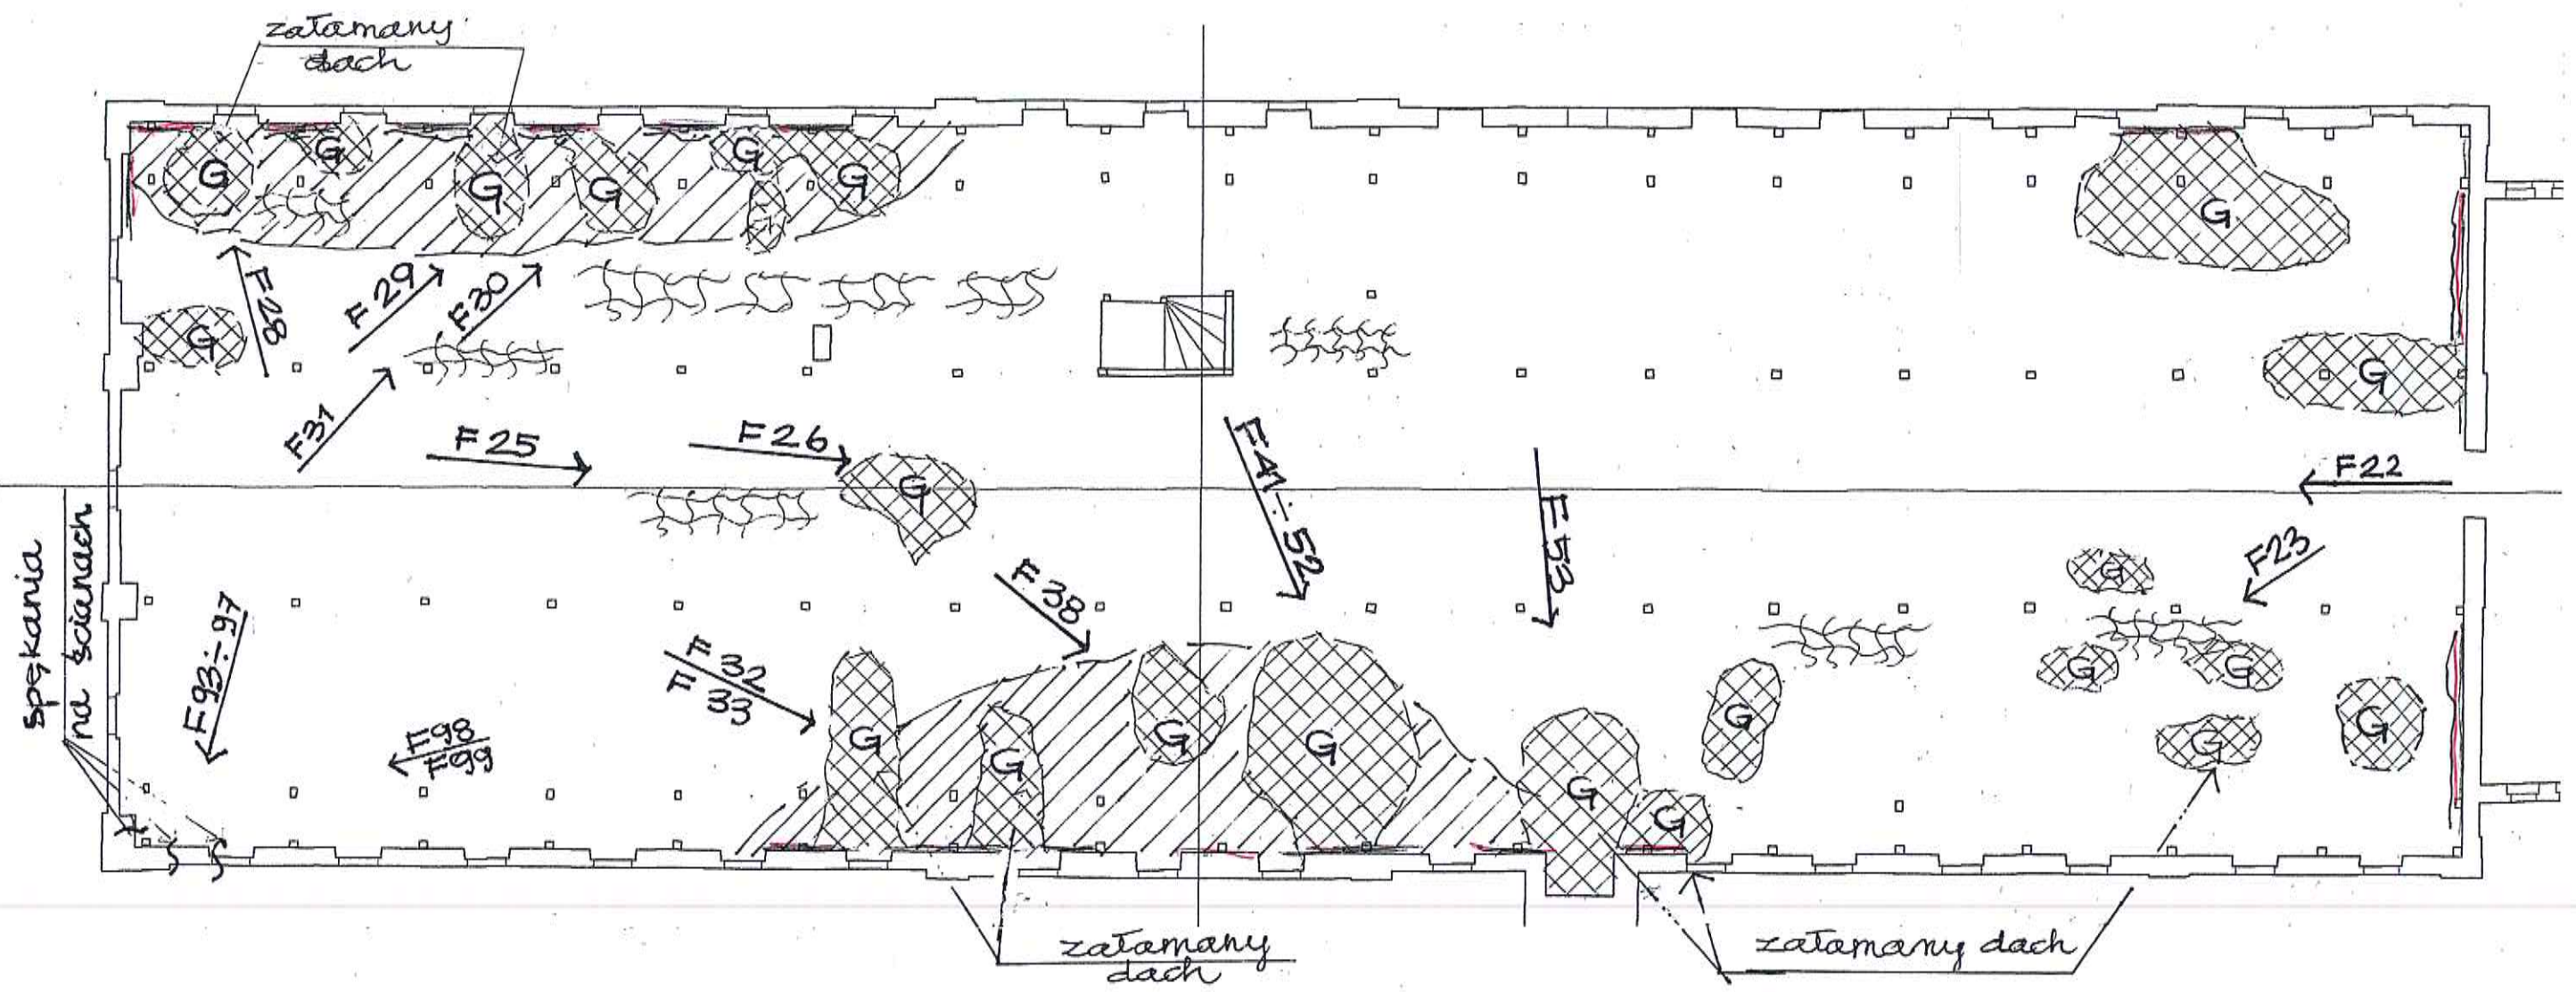 załamany
dach
G
G
G
G
G
G
G
G
G
F28
F29
F30
F31
F25
F26
G
F41÷52
F53
F22
F23
spękania
na ścianach
F93÷97
F98
F99
F32
F33
F38
G
G
G
G
G
G
G
G
G
G
G
G
załamany
dach
załamany dach